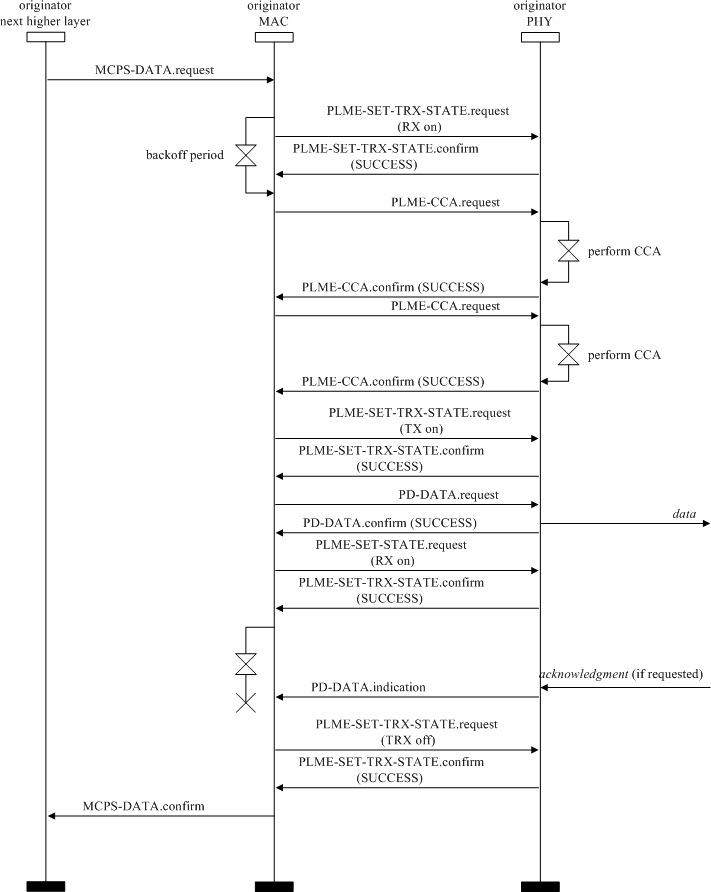 originator
next higher layer
originator
MAC
originator
PHY
MCPS-DATA.request
PLME-SET-TRX-STATE.request
(RX on)
backoff period
PLME-SET-TRX-STATE.confirm
(SUCCESS)
PLME-CCA.request
perform CCA
PLME-CCA.confirm (SUCCESS)
PLME-CCA.request
perform CCA
PLME-CCA.confirm (SUCCESS)
PLME-SET-TRX-STATE.request
(TX on)
PLME-SET-TRX-STATE.confirm
(SUCCESS)
PD-DATA.request
data
PD-DATA.confirm (SUCCESS)
PLME-SET-STATE.request
(RX on)
PLME-SET-TRX-STATE.confirm
(SUCCESS)
acknowledgment (if requested)
PD-DATA.indication
PLME-SET-TRX-STATE.request
(TRX off)
PLME-SET-TRX-STATE.confirm
(SUCCESS)
MCPS-DATA.confirm